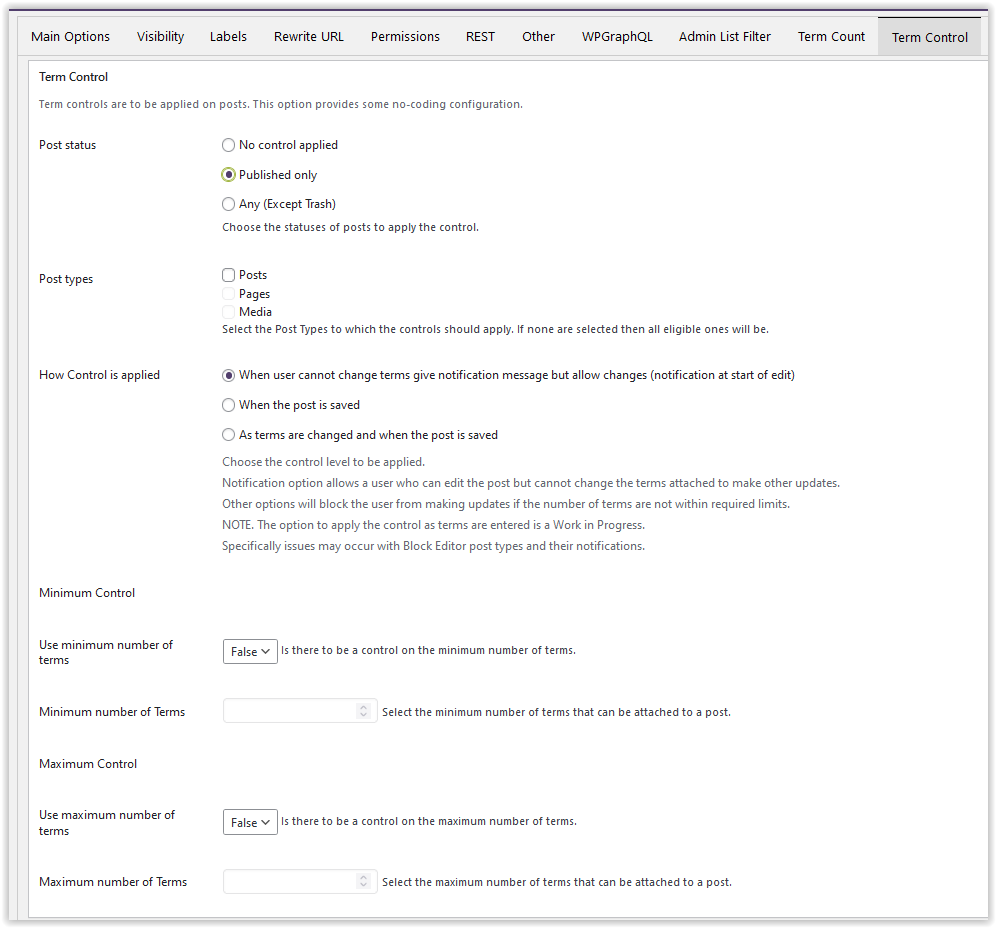 Main Options Visibility Labels Rewrite URL Permissions REST Other WPGraphQL Admin List Filter Term Count Term Control
Term Control
Term controls are to be applied on posts. This option provides some no-coding configuration.
Post status
No control applied
Published only
Any (Except Trash)
Choose the statuses of posts to apply the control.
Post types
Posts
Pages
Media
Select the Post Types to which the controls should apply. If none are selected then all eligible ones will be.
How Control is applied
When user cannot change terms give notification message but allow changes (notification at start of edit)
When the post is saved
As terms are changed and when the post is saved
Choose the control level to be applied.
Notification option allows a user who can edit the post but cannot change the terms attached to make other updates.
Other options will block the user from making updates if the number of terms are not within required limits.
NOTE. The option to apply the control as terms are entered is a Work in Progress.
Specifically issues may occur with Block Editor post types and their notifications.
Minimum Control
Use minimum number of
terms
False Is there to be a control on the minimum number of terms.
Minimum number of Terms
Select the minimum number of terms that can be attached to a post.
Maximum Control
Use maximum number of
terms
False Is there to be a control on the maximum number of terms.
Maximum number of Terms
Select the maximum number of terms that can be attached to a post.